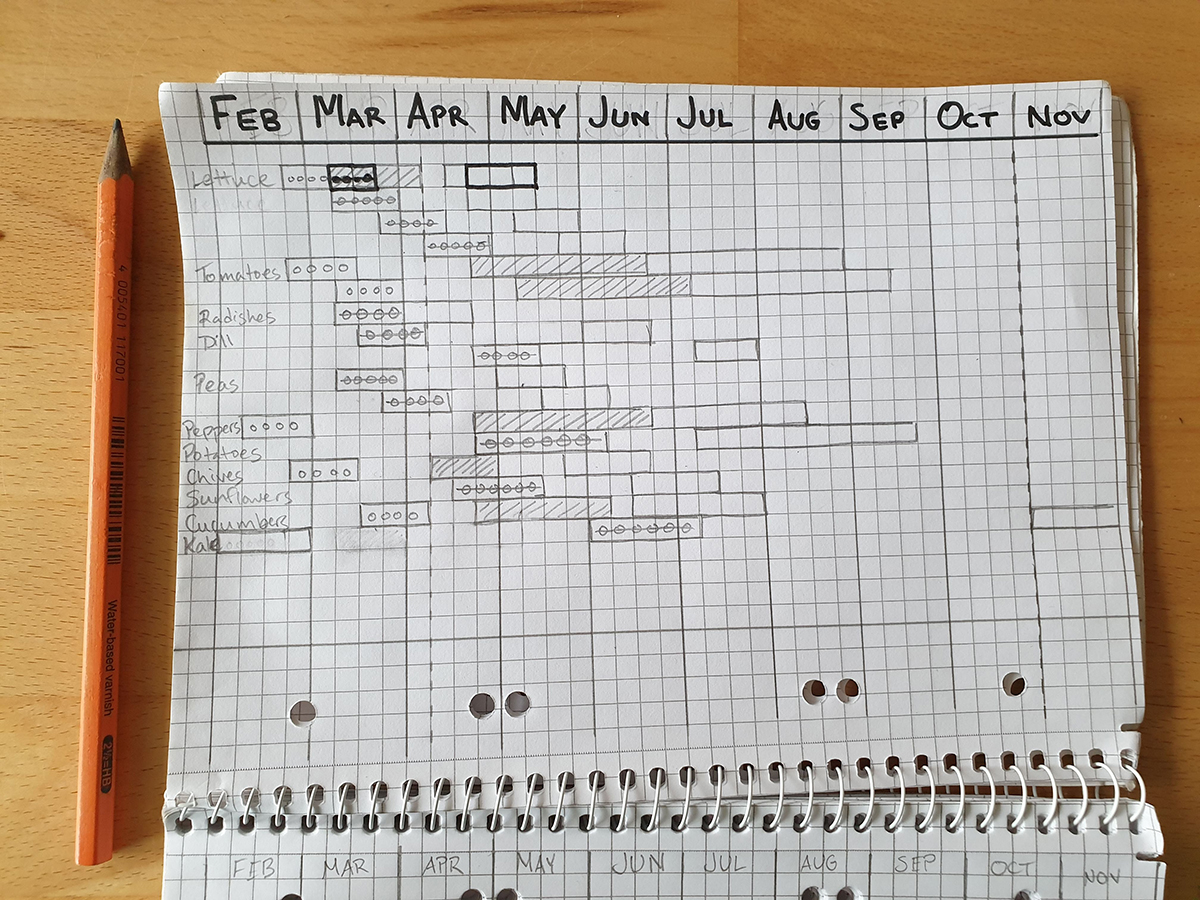 FEB MAR APR MAY JUN JUL AUG SEP OCT NOV
Lettuce
Tomatoes
Radishes
Dill
Peas
Peppers
Potatoes
Chives
Sunflowers
Cucumbers
Kale
4 005401 117001
Water-based varnish
2½=HB
FEB MAR APR MAY JUN JUL AUG SEP OCT NOV